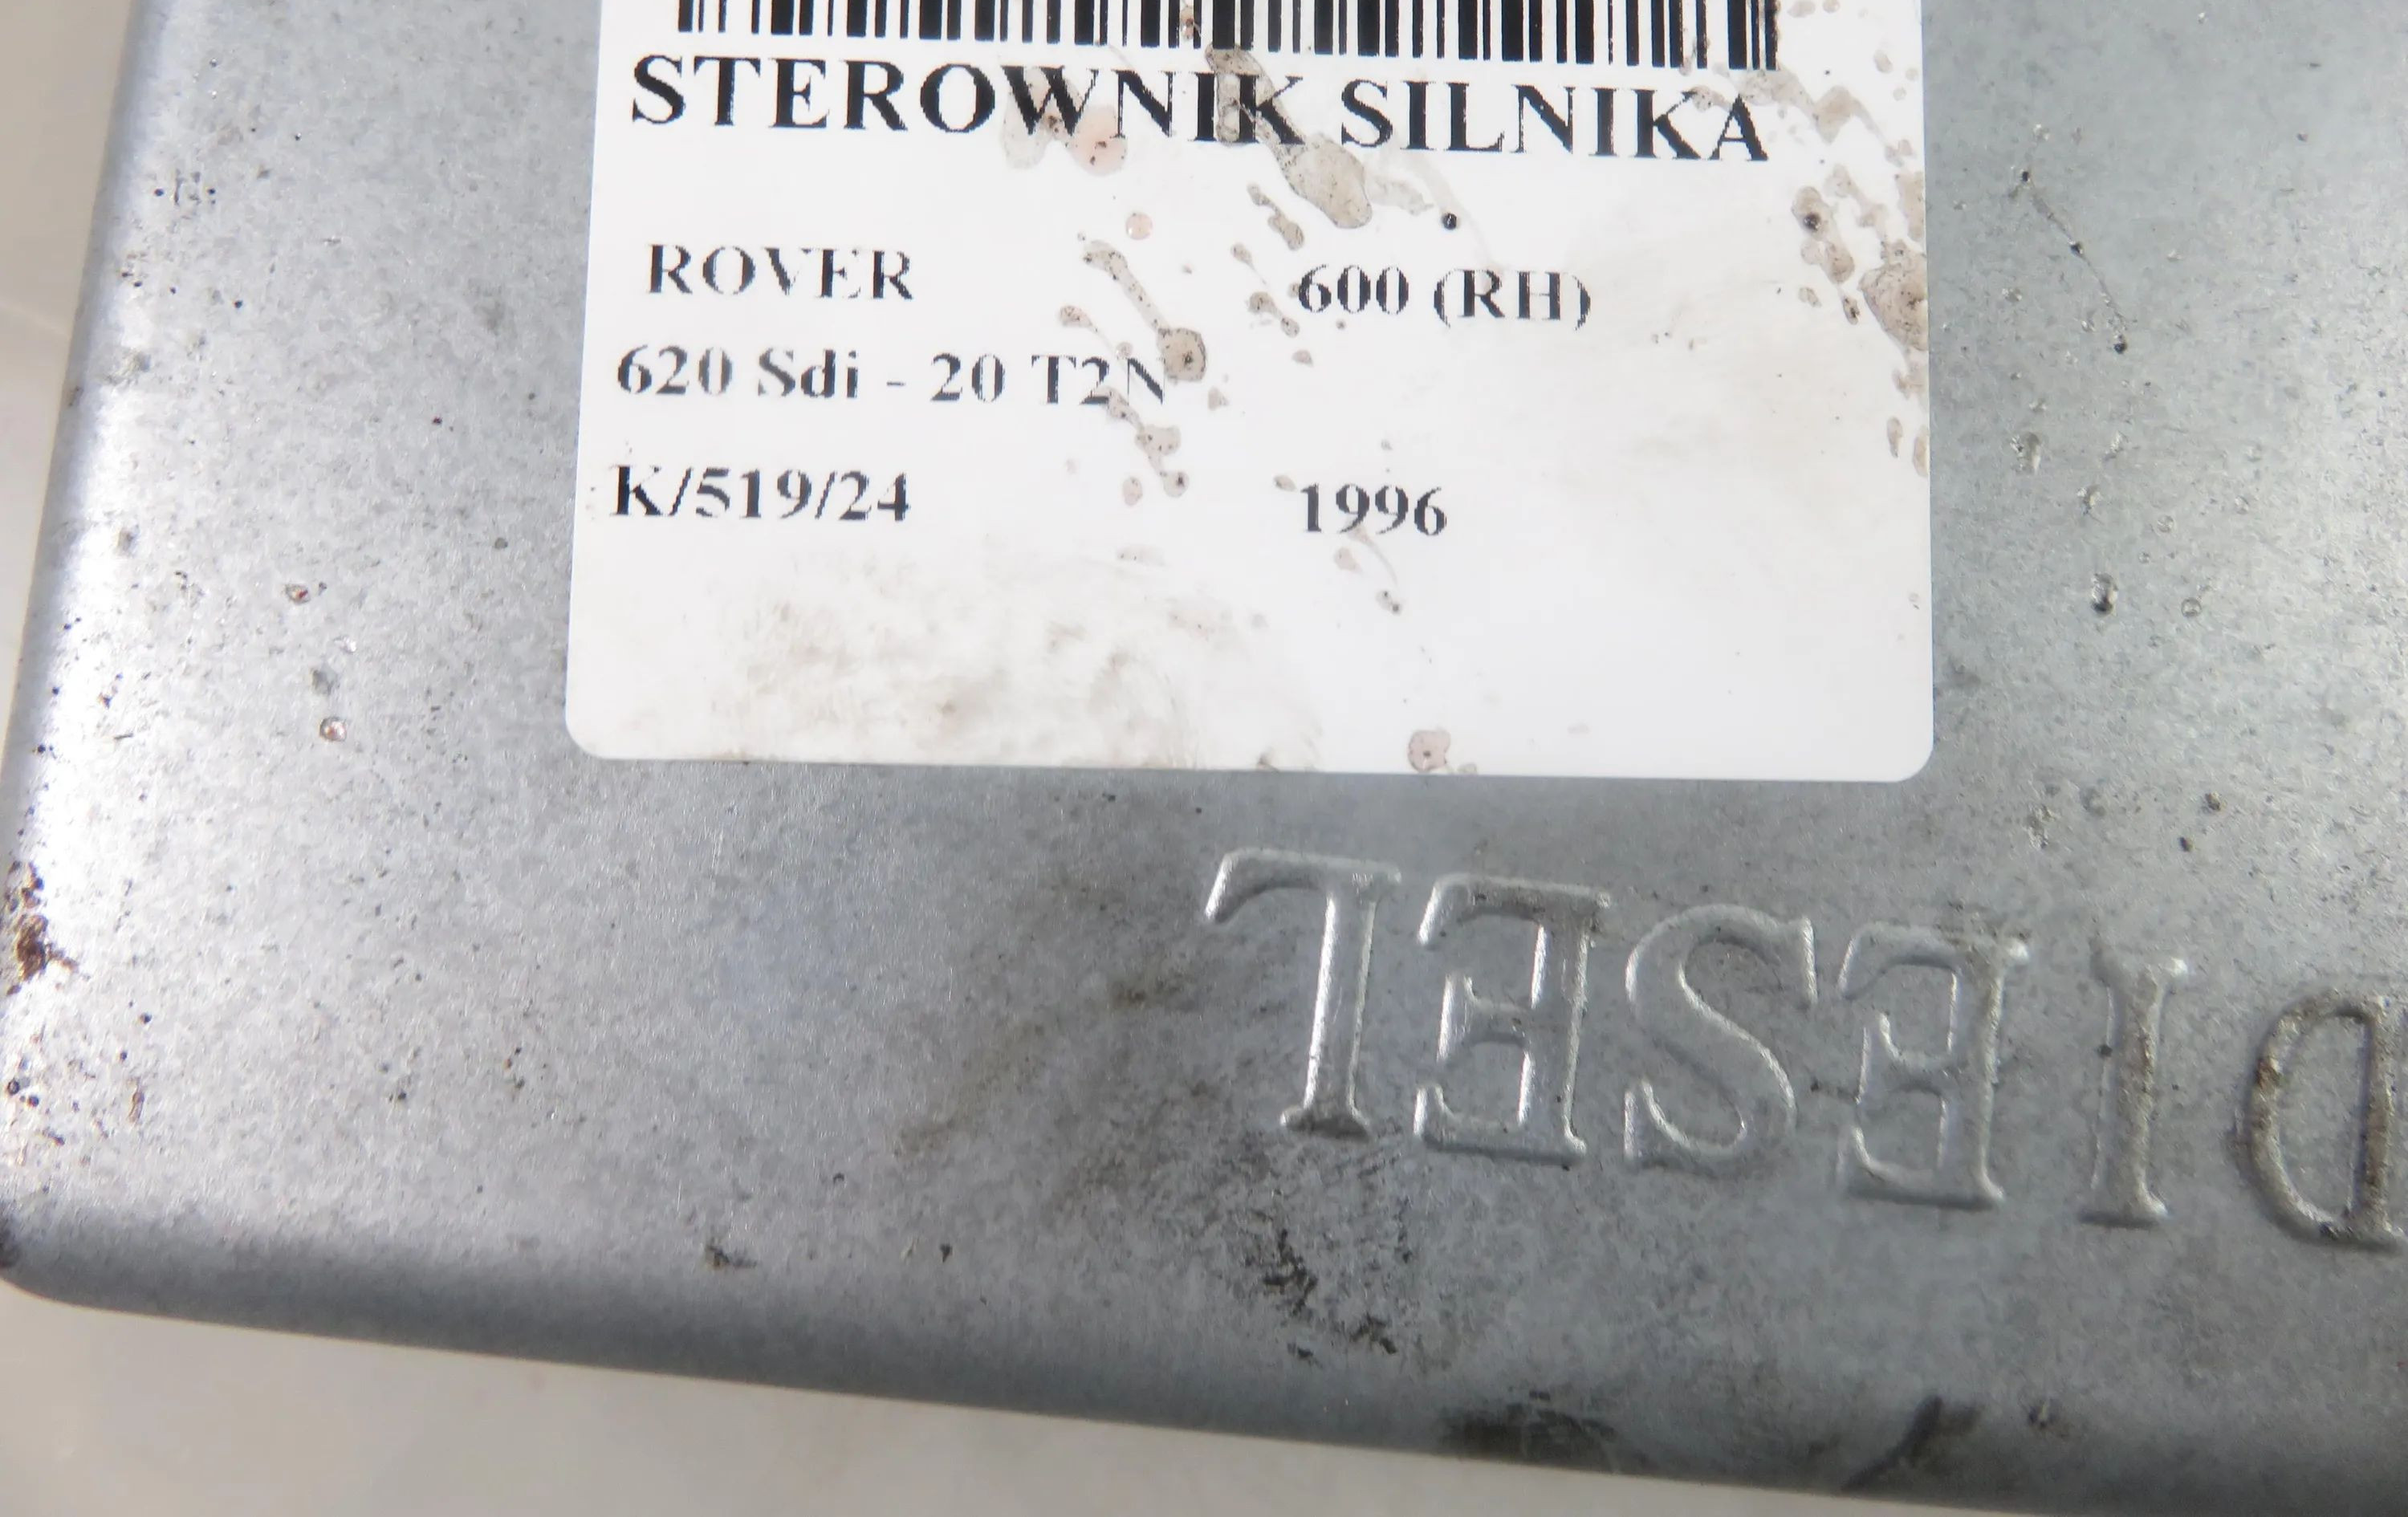 STEROWNIK SILNIKA
ROVER 600 (RH)
620 Sdi - 20 T2N
K/519/24 1996
DIESEL